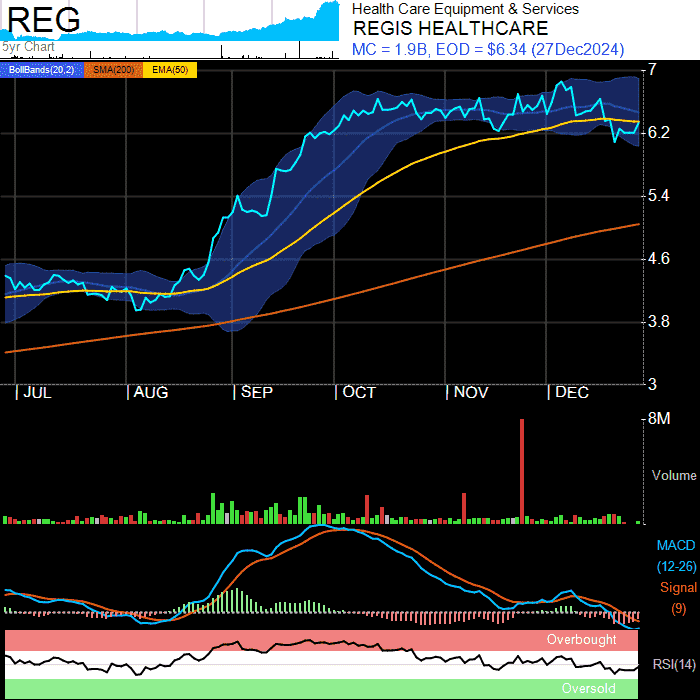 REG
5yr Chart
Health Care Equipment & Services
REGIS HEALTHCARE
MC = 1.9B, EOD = $6.34 (27Dec2024)
BollBands(20,2) SMA(200) EMA(50)
7
6.2
5.4
4.6
3.8
3
JUL AUG SEP OCT NOV DEC
8M
Volume
MACD
(12-26)
Signal
(9)
Overbought
RSI(14)
Oversold